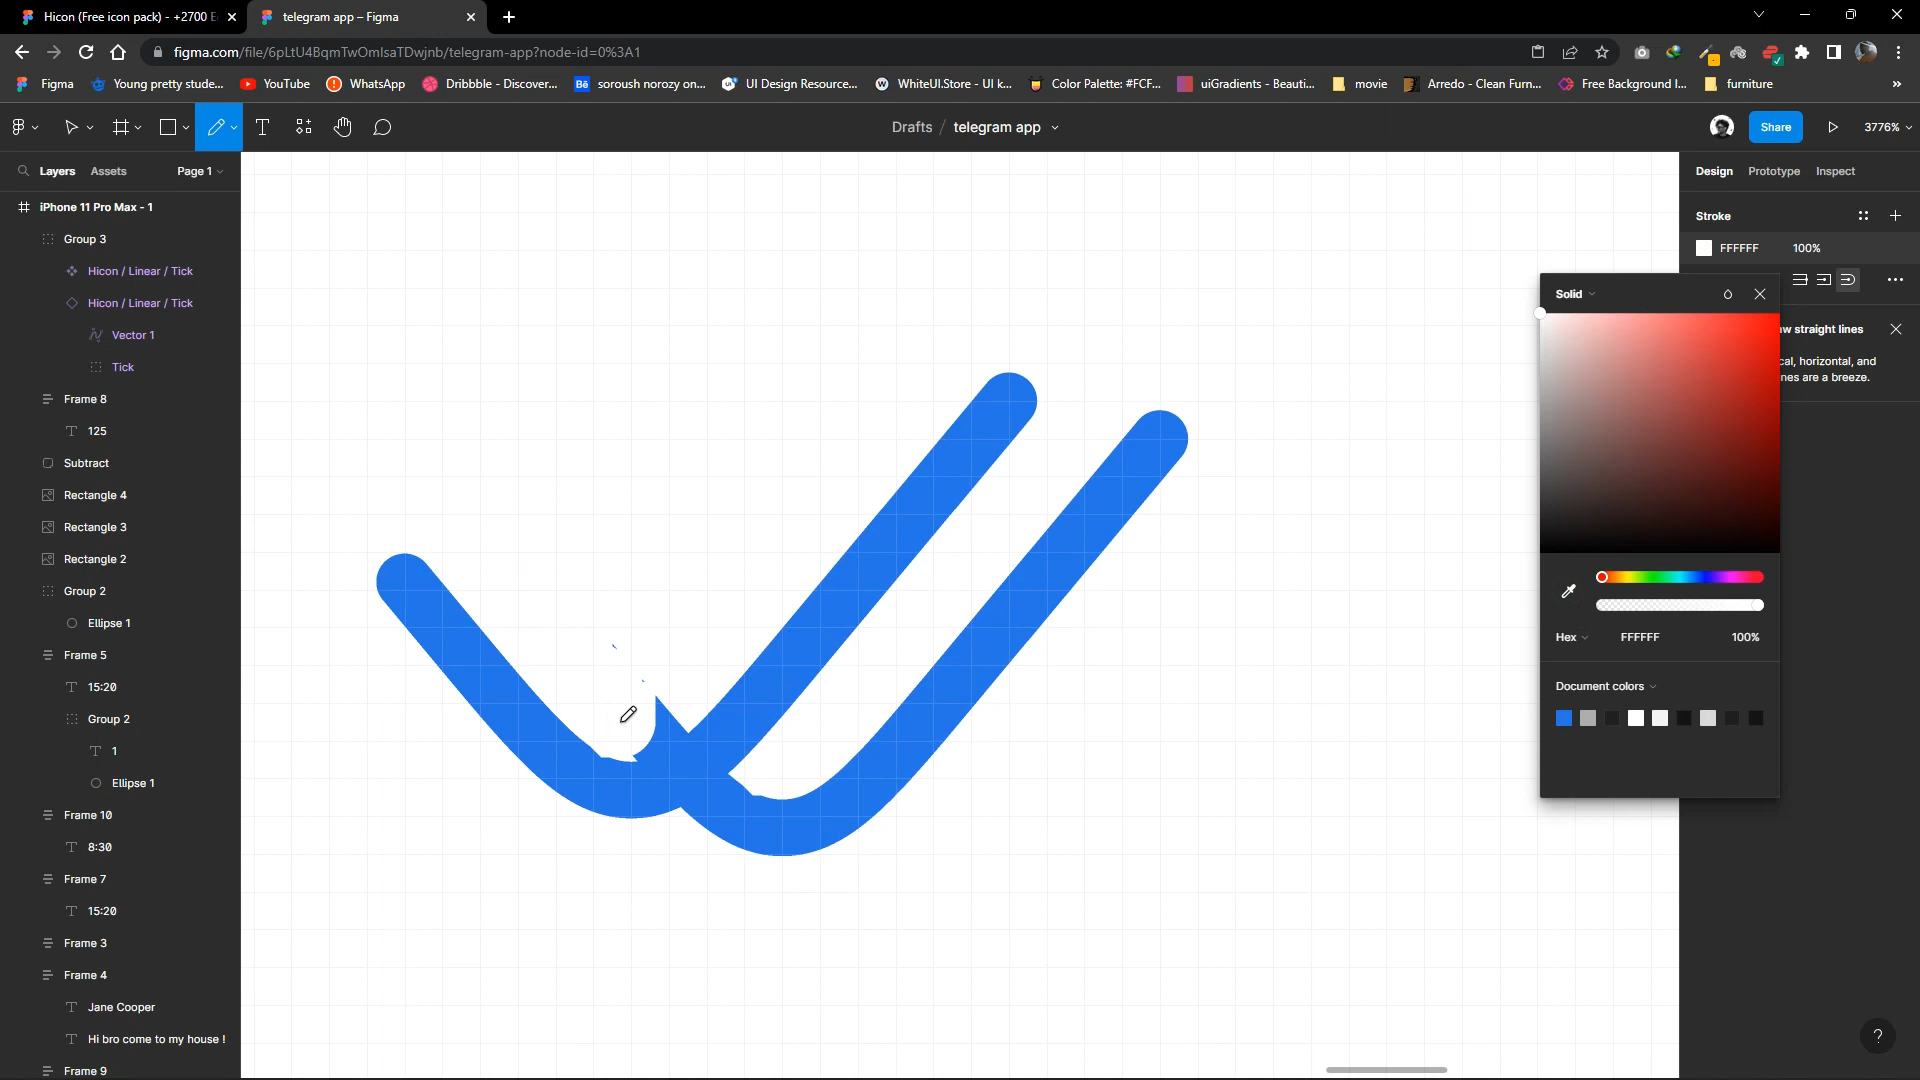 Hicon (Free icon pack) - +2700 E
telegram app – Figma
figma.com/file/6pLtU4BqmTwOmIsaTDwjnb/telegram-app?node-id=0%3A1
Figma
Young pretty stude...
YouTube
WhatsApp
Dribbble - Discover...
soroush norozy on...
UI Design Resource...
WhiteUI.Store - UI k...
Color Palette: #FCF...
uiGradients - Beauti...
movie
Arredo - Clean Furn...
Free Background I...
furniture
Drafts / telegram app
Share
3776%
Layers
Assets
Page 1
Design
Prototype
Inspect
iPhone 11 Pro Max - 1
Group 3
Hicon / Linear / Tick
Hicon / Linear / Tick
Vector 1
Tick
Frame 8
125
Subtract
Rectangle 4
Rectangle 3
Rectangle 2
Group 2
Ellipse 1
Frame 5
15:20
Group 2
1
Ellipse 1
Frame 10
8:30
Frame 7
15:20
Frame 3
Frame 4
Jane Cooper
Hi bro come to my house !
Frame 9
Stroke
FFFFFF
100%
Solid
w straight lines
cal, horizontal, and
nes are a breeze.
Hex
FFFFFF
100%
Document colors
?